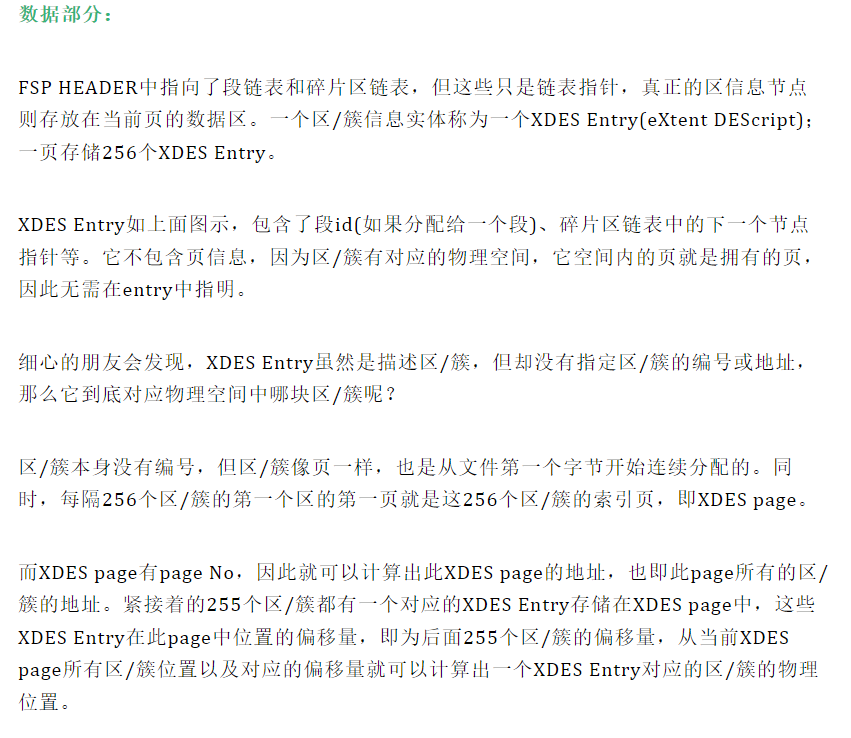 数据部分：
FSP HEADER中指向了段链表和碎片区链表，但这些只是链表指针，真正的区信息节点
则存放在当前页的数据区。一个区/簇信息实体称为一个XDES Entry(eXtent DEScript)；
一页存储256个XDES Entry。
XDES Entry如上面图示，包含了段id(如果分配给一个段)、碎片区链表中的下一个节点
指针等。它不包含页信息，因为区/簇有对应的物理空间，它空间内的页就是拥有的页，
因此无需在entry中指明。
细心的朋友会发现，XDES Entry虽然是描述区/簇，但却没有指定区/簇的编号或地址，
那么它到底对应物理空间中哪块区/簇呢？
区/簇本身没有编号，但区/簇像页一样，也是从文件第一个字节开始连续分配的。同
时，每隔256个区/簇的第一个区的第一页就是这256个区/簇的索引页，即XDES page。
而XDES page有page No，因此就可以计算出此XDES page的地址，也即此page所有的区/
簇的地址。紧接着的255个区/簇都有一个对应的XDES Entry存储在XDES page中，这些
XDES Entry在此page中位置的偏移量，即为后面255个区/簇的偏移量，从当前XDES
page所有区/簇位置以及对应的偏移量就可以计算出一个XDES Entry对应的区/簇的物理
位置。